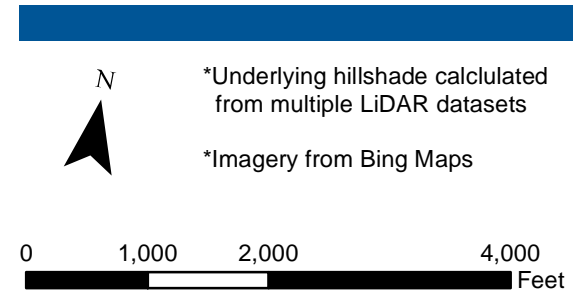 N
*Underlying hillshade calclulated
from multiple LiDAR datasets
*Imagery from Bing Maps
0 1,000 2,000 4,000
Feet